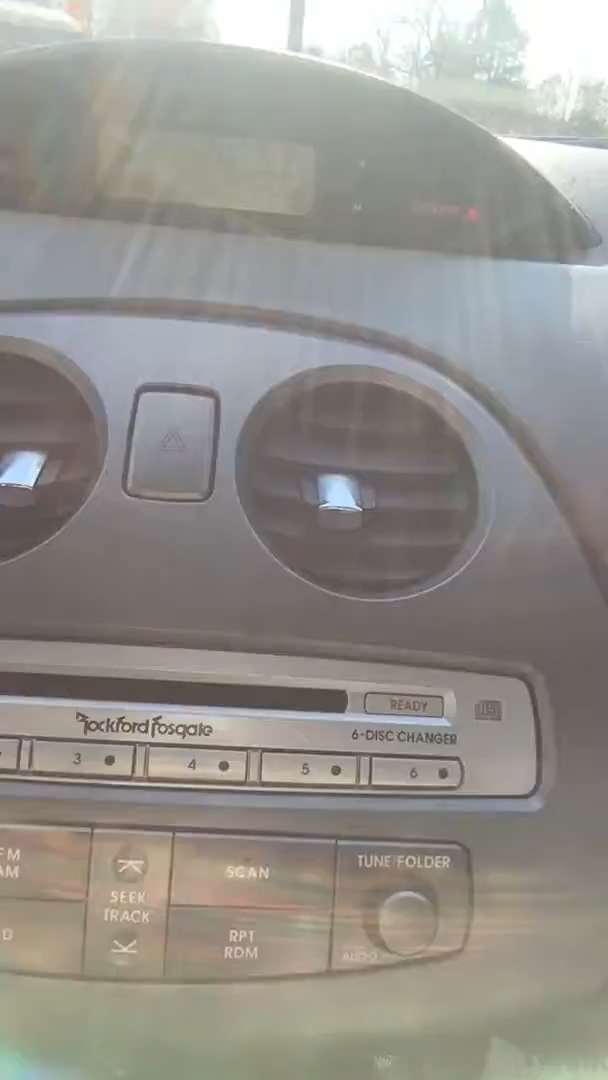 READY
Rockford Fosgate
6-DISC CHANGER
3 4 5 6
FM
AM
SEEK
TRACK
SCAN
TUNE/FOLDER
RPT
RDM
AUDIO